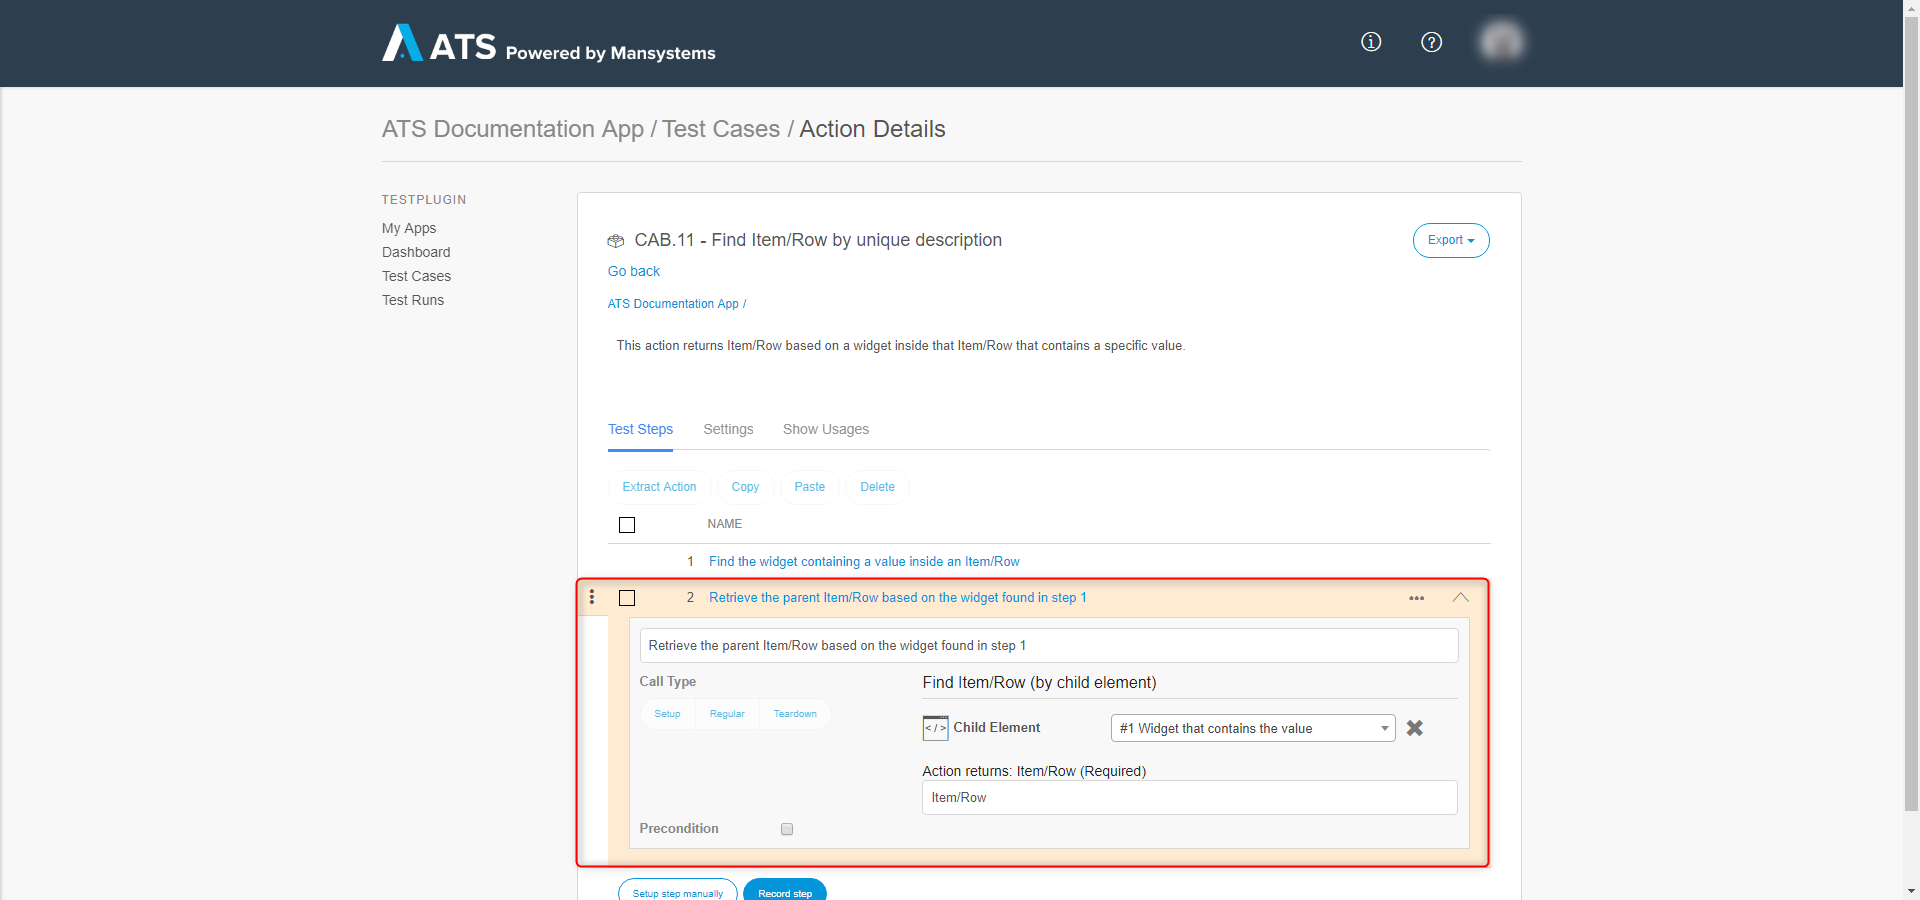 ATS Powered by Mansystems
ATS Documentation App / Test Cases / Action Details
TESTPLUGIN
My Apps
Dashboard
Test Cases
Test Runs
CAB.11 - Find Item/Row by unique description
Export
Go back
ATS Documentation App /
This action returns Item/Row based on a widget inside that Item/Row that contains a specific value.
Test Steps Settings Show Usages
Extract Action Copy Paste Delete
NAME
1 Find the widget containing a value inside an Item/Row
2 Retrieve the parent Item/Row based on the widget found in step 1
Retrieve the parent Item/Row based on the widget found in step 1
Call Type
Setup Regular Teardown
Find Item/Row (by child element)
Child Element #1 Widget that contains the value
Action returns: Item/Row (Required)
Item/Row
Precondition
Setup step manually Record step